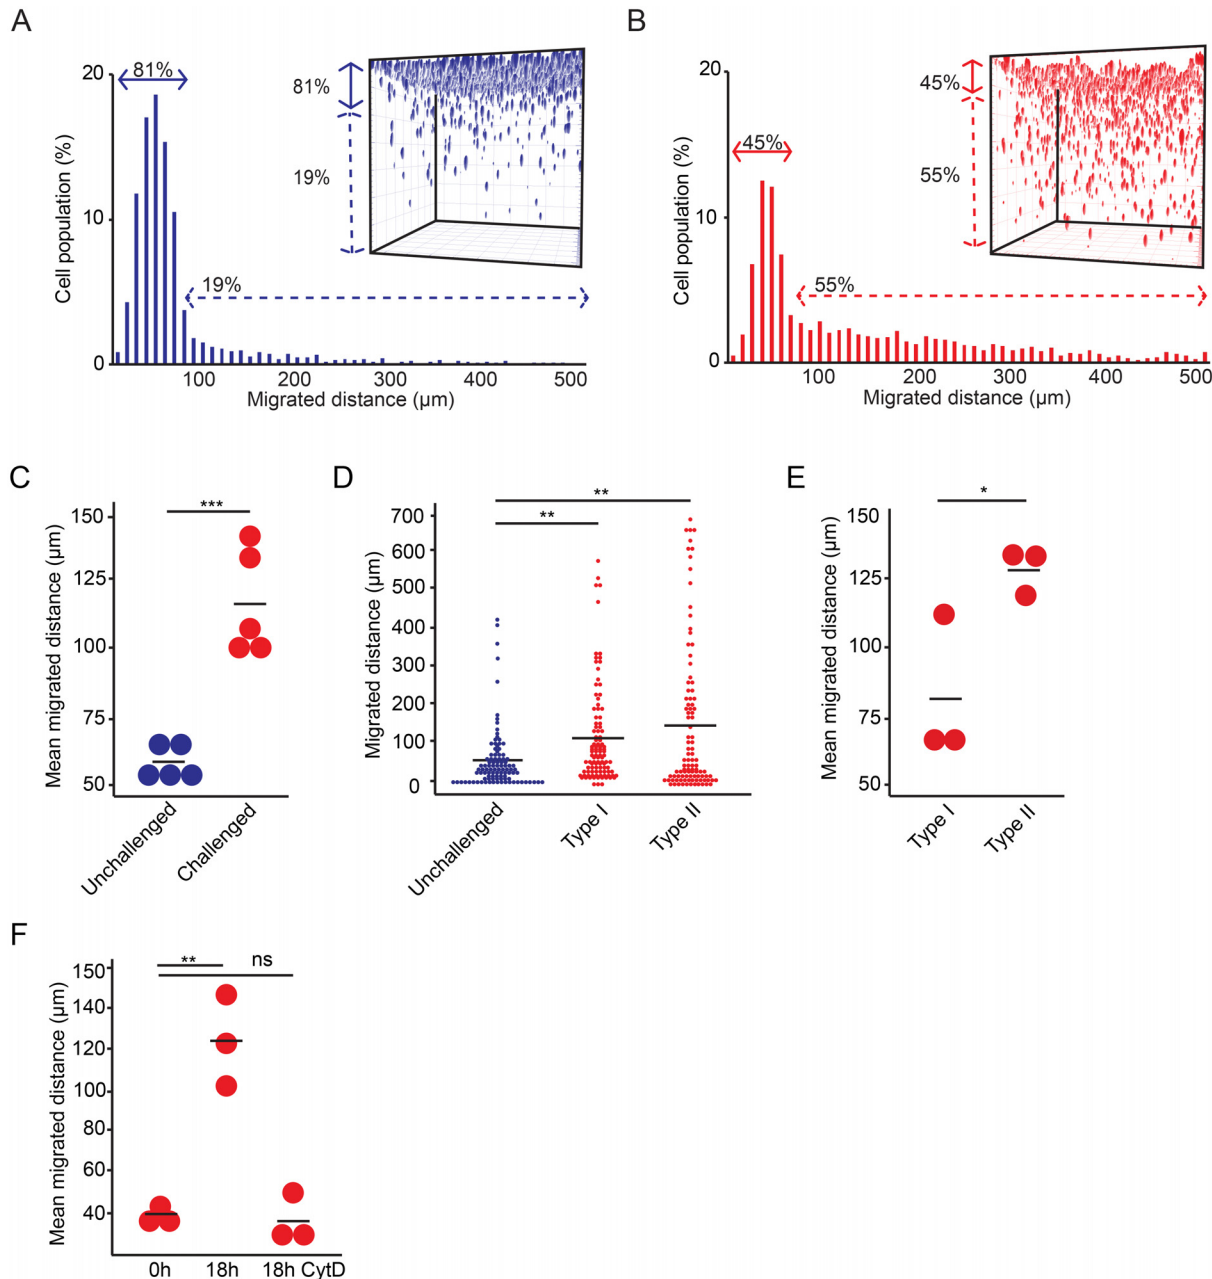 A
20
10
0
Cell population (%)
81%
19%
81%
19%
100
200
300
400
500
Migrated distance (µm)
B
20
10
0
Cell population (%)
45%
55%
45%
55%
100
200
300
400
500
Migrated distance (µm)
C
150
125
100
75
50
Mean migrated distance (µm)
***
Unchallenged
Challenged
D
700
600
400
300
200
100
0
Migrated distance (µm)
**
**
Unchallenged
Type I
Type II
E
150
125
100
75
50
Mean migrated distance (µm)
*
Type I
Type II
F
150
140
120
100
80
60
40
Mean migrated distance (µm)
**
ns
0h
18h
18h CytD